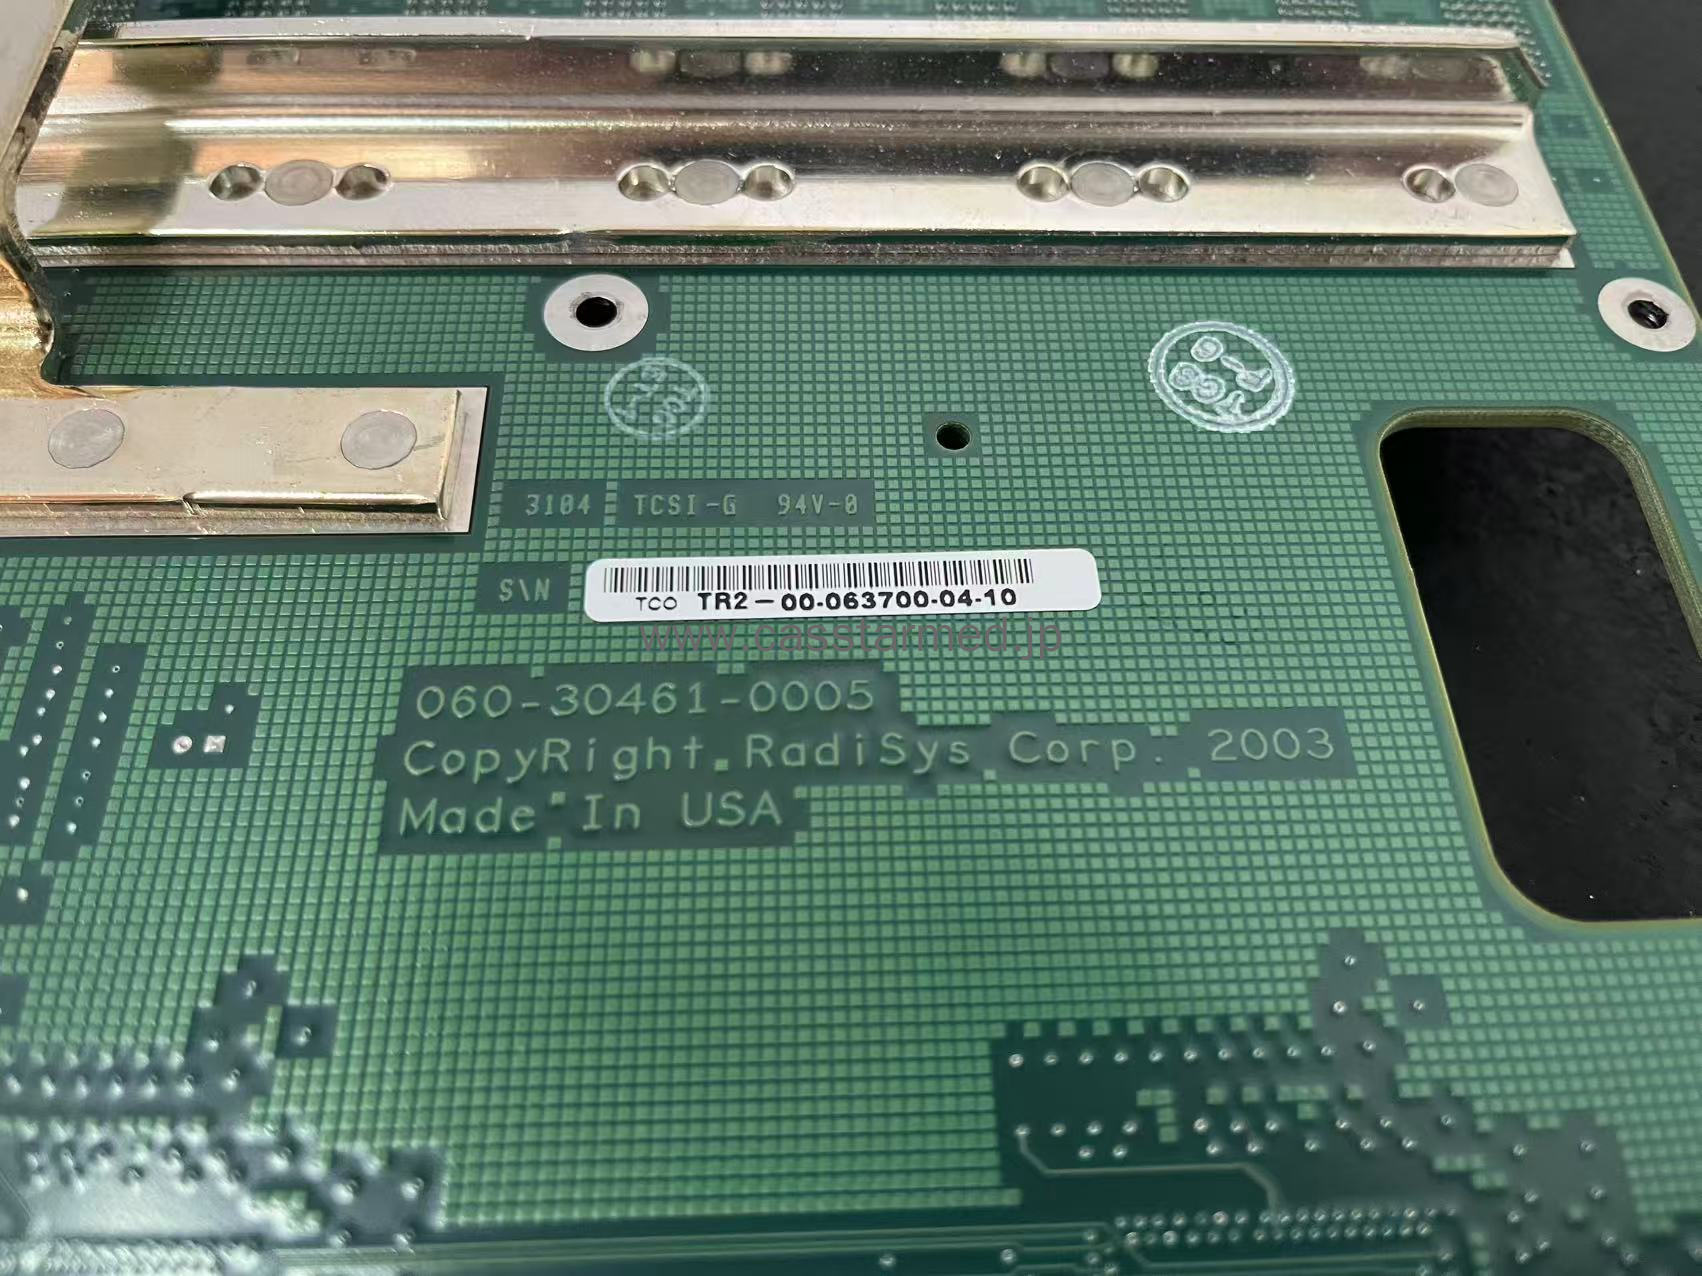 3104 TCSI-G 94V-0
S\N
TCO TR2-00-063700-04-10
www.casstarmed.jp
060-30461-0005
CopyRight RadiSys Corp. 2003
Made In USA